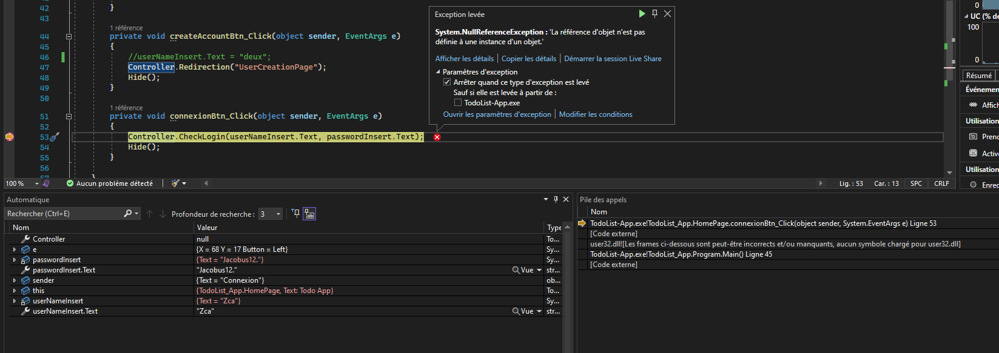 42 }
43
1 référence
44 private void createAccountBtn_Click(object sender, EventArgs e)
45 {
46 //userNameInsert.Text = "deux";
47 Controller.Redirection("UserCreationPage");
48 Hide();
49 }
50
1 référence
51 private void connexionBtn_Click(object sender, EventArgs e)
52 {
53 Controller.CheckLogin(userNameInsert.Text, passwordInsert.Text);
54 Hide();
55 }
56
57 }
Exception levée
System.NullReferenceException : 'La référence d'objet n'est pas
définie à une instance d'un objet.'
Afficher les détails | Copier les détails | Démarrer la session Live Share
Paramètres d'exception
Arrêter quand ce type d'exception est levé
Sauf si elle est levée à partir de :
TodoList-App.exe
Ouvrir les paramètres d'exception | Modifier les conditions
0
UC (% de
100
0
Résumé
Événemen
Affich
Utilisation
Prend
Active
Utilisation
Enreg
100 % Aucun problème détecté Lig. : 53 Car. : 13 SPC CRLF
Automatique
Rechercher (Ctrl+E) Profondeur de recherche : 3
Nom Valeur Type
Controller null To...
e {X = 68 Y = 17 Button = Left} Sy...
passwordInsert {Text = "Jacobus12."} Sy...
passwordInsert.Text "Jacobus12." Vue str...
sender {Text = "Connexion"} ob...
this {TodoList_App.HomePage, Text: Todo App} To...
userNameInsert {Text = "Zca"} Sy...
userNameInsert.Text "Zca" Vue str...
Pile des appels
Nom
TodoList-App.exe!TodoList_App.HomePage.connexionBtn_Click(object sender, System.EventArgs e) Ligne 53
[Code externe]
user32.dll![Les frames ci-dessous sont peut-être incorrects et/ou manquants, aucun symbole chargé pour user32.dll]
TodoList-App.exe!TodoList_App.Program.Main() Ligne 45
[Code externe]